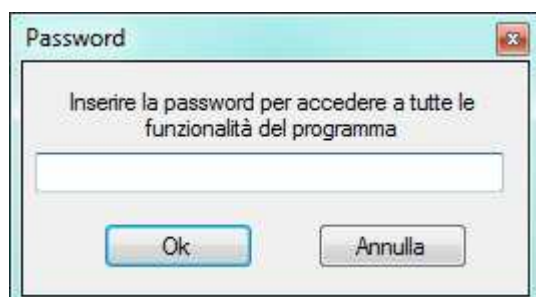 Password
Inserire la password per accedere a tutte le
funzionalità del programma
Ok
Annulla